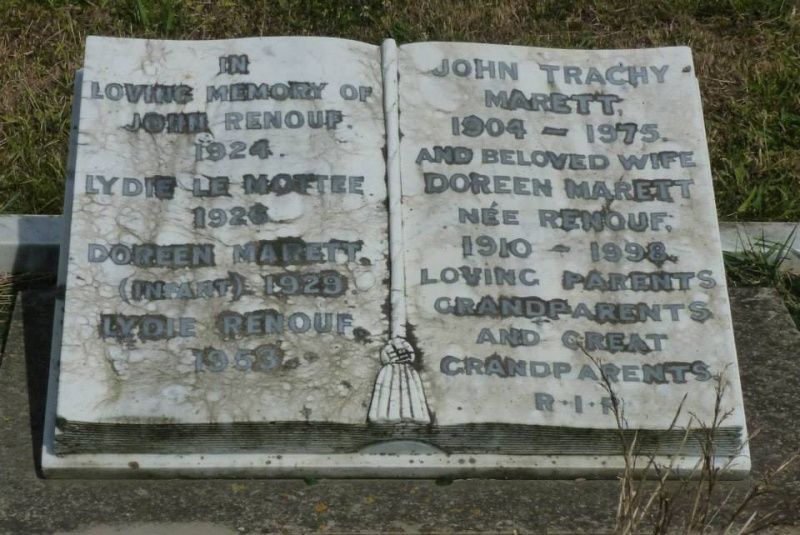 IN
LOVING MEMORY OF
JOHN RENOUF.
1924.
LYDIE LE MOTTEE
1926
DOREEN MARETT.
(INFANT) 1929
LYDIE RENOUF
1953.
JOHN TRACHY
MARETT,
1904 – 1975.
AND BELOVED WIFE
DOREEN MARETT
NÉE RENOUF,
1910 – 1998.
LOVING PARENTS
GRANDPARENTS
AND GREAT
GRANDPARENTS
R·I·P